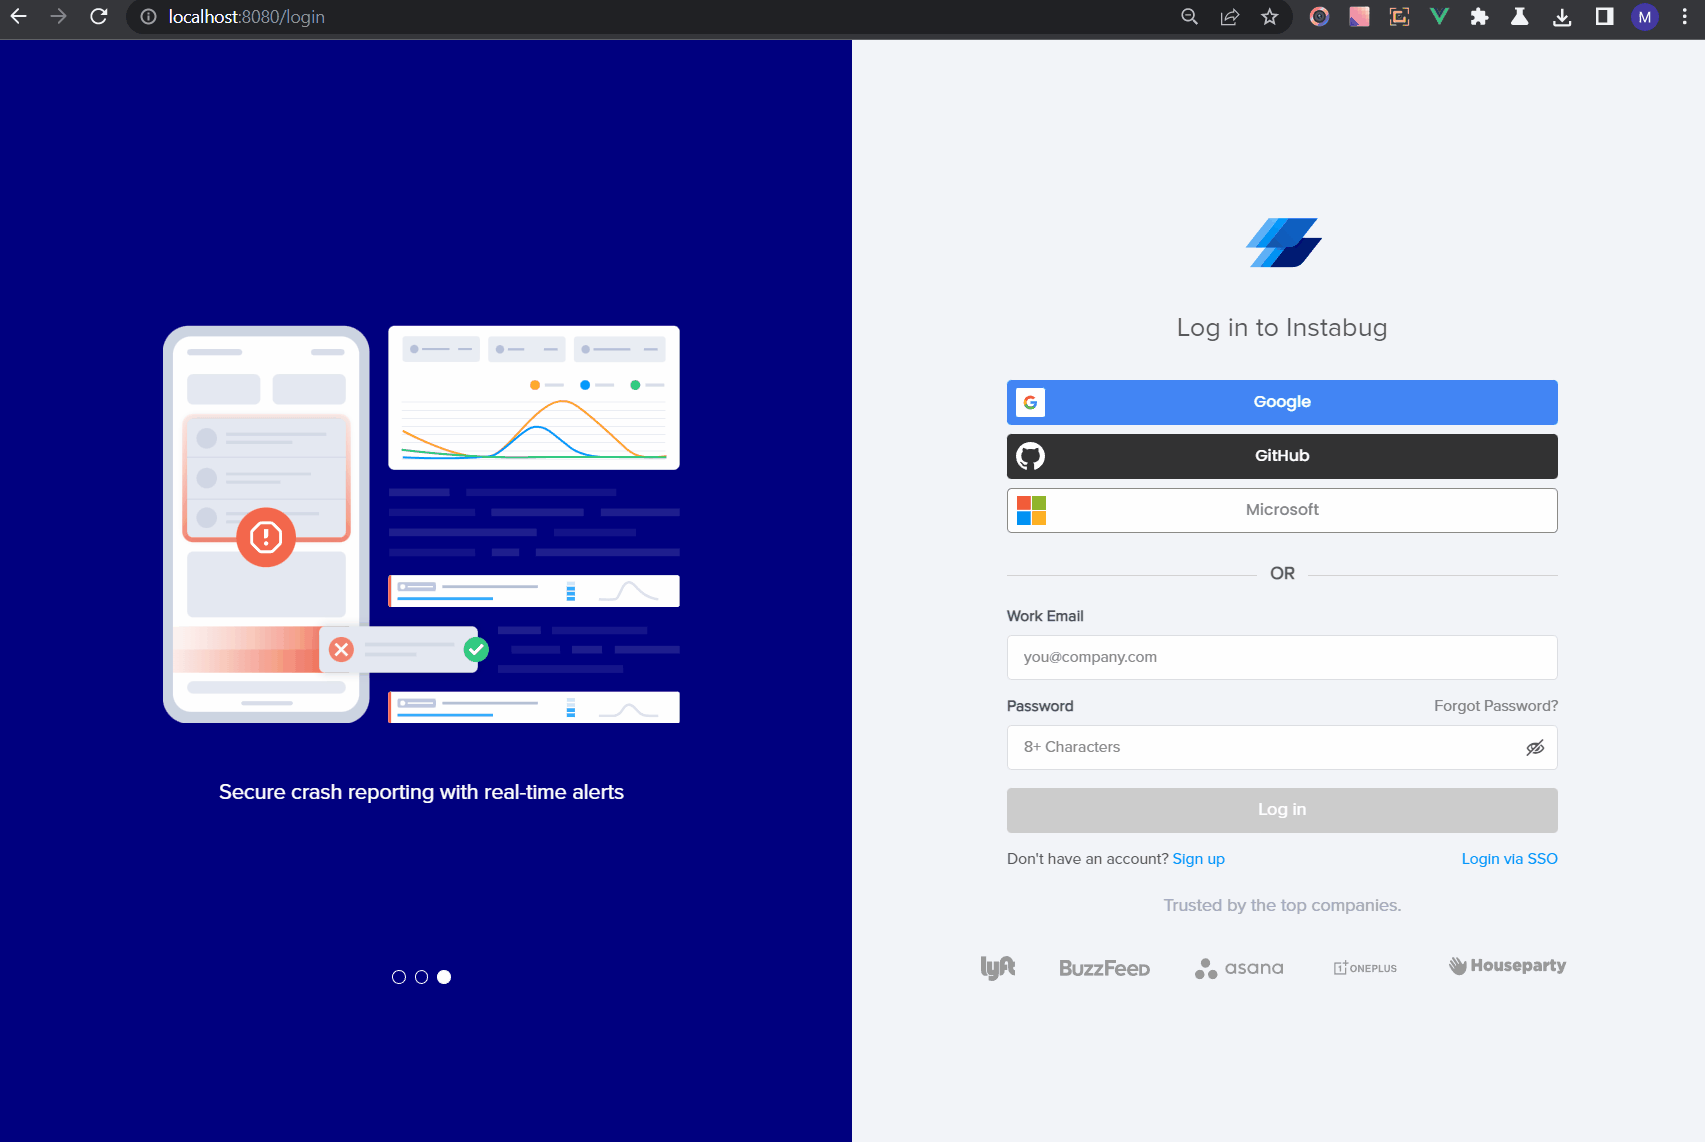 localhost:8080/login
M
Secure crash reporting with real-time alerts
Log in to Instabug
Google
GitHub
Microsoft
OR
Work Email
you@company.com
Password Forgot Password?
8+ Characters
Log in
Don't have an account? Sign up Login via SSO
Trusted by the top companies.
lyft BuzzFeed asana ONEPLUS Houseparty